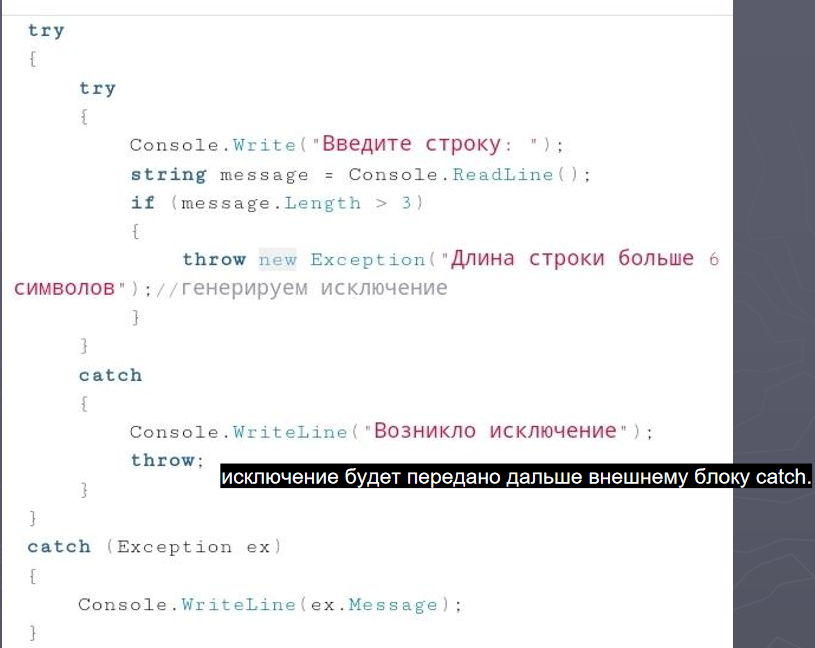 try
{
try
{
Console.Write("Введите строку: ");
string message = Console.ReadLine();
if (message.Length > 3)
{
throw new Exception("Длина строки больше 6
символов");//генерируем исключение
}
}
catch
{
Console.WriteLine("Возникло исключение");
throw;
исключение будет передано дальше внешнему блоку catch.
}
}
catch (Exception ex)
{
Console.WriteLine(ex.Message);
}